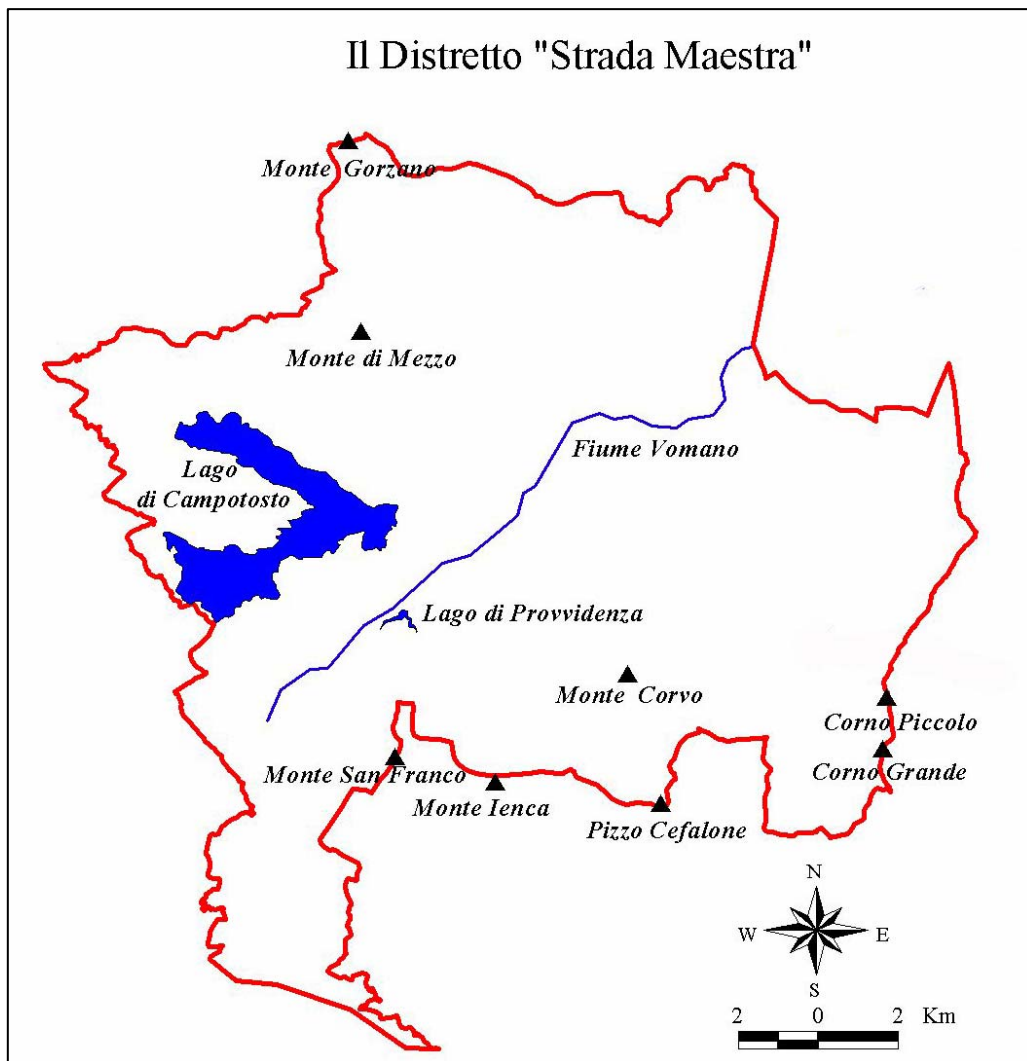 Il Distretto "Strada Maestra"
Monte Gorzano
Monte di Mezzo
Fiume Vomano
Lago
di Campotosto
Lago di Provvidenza
Monte Corvo
Corno Piccolo
Monte San Franco
Corno Grande
Monte Ienca
Pizzo Cefalone
N
W E
S
2 0 2 Km